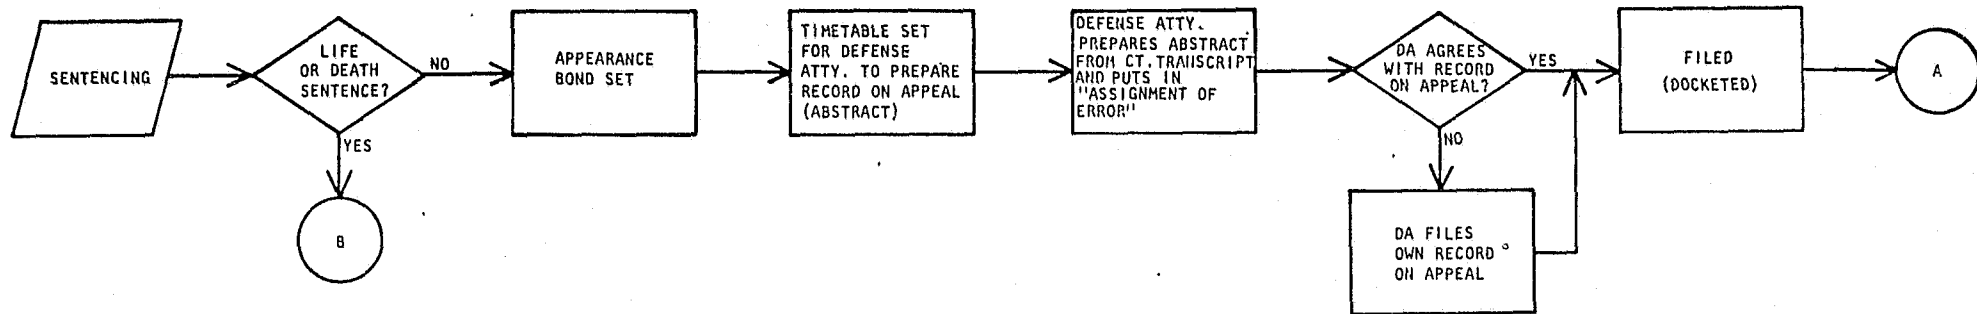 SENTENCING
LIFE
OR DEATH
SENTENCE?
NO
YES
B
APPEARANCE
BOND SET
TIMETABLE SET
FOR DEFENSE
ATTY. TO PREPARE
RECORD ON APPEAL
(ABSTRACT)
DEFENSE ATTY.
PREPARES ABSTRACT
FROM CT. TRANSCRIPT
AND PUTS IN
"ASSIGNMENT OF
ERROR"
DA AGREES
WITH RECORD
ON APPEAL?
YES
NO
DA FILES
OWN RECORD
ON APPEAL
FILED
(DOCKETED)
A